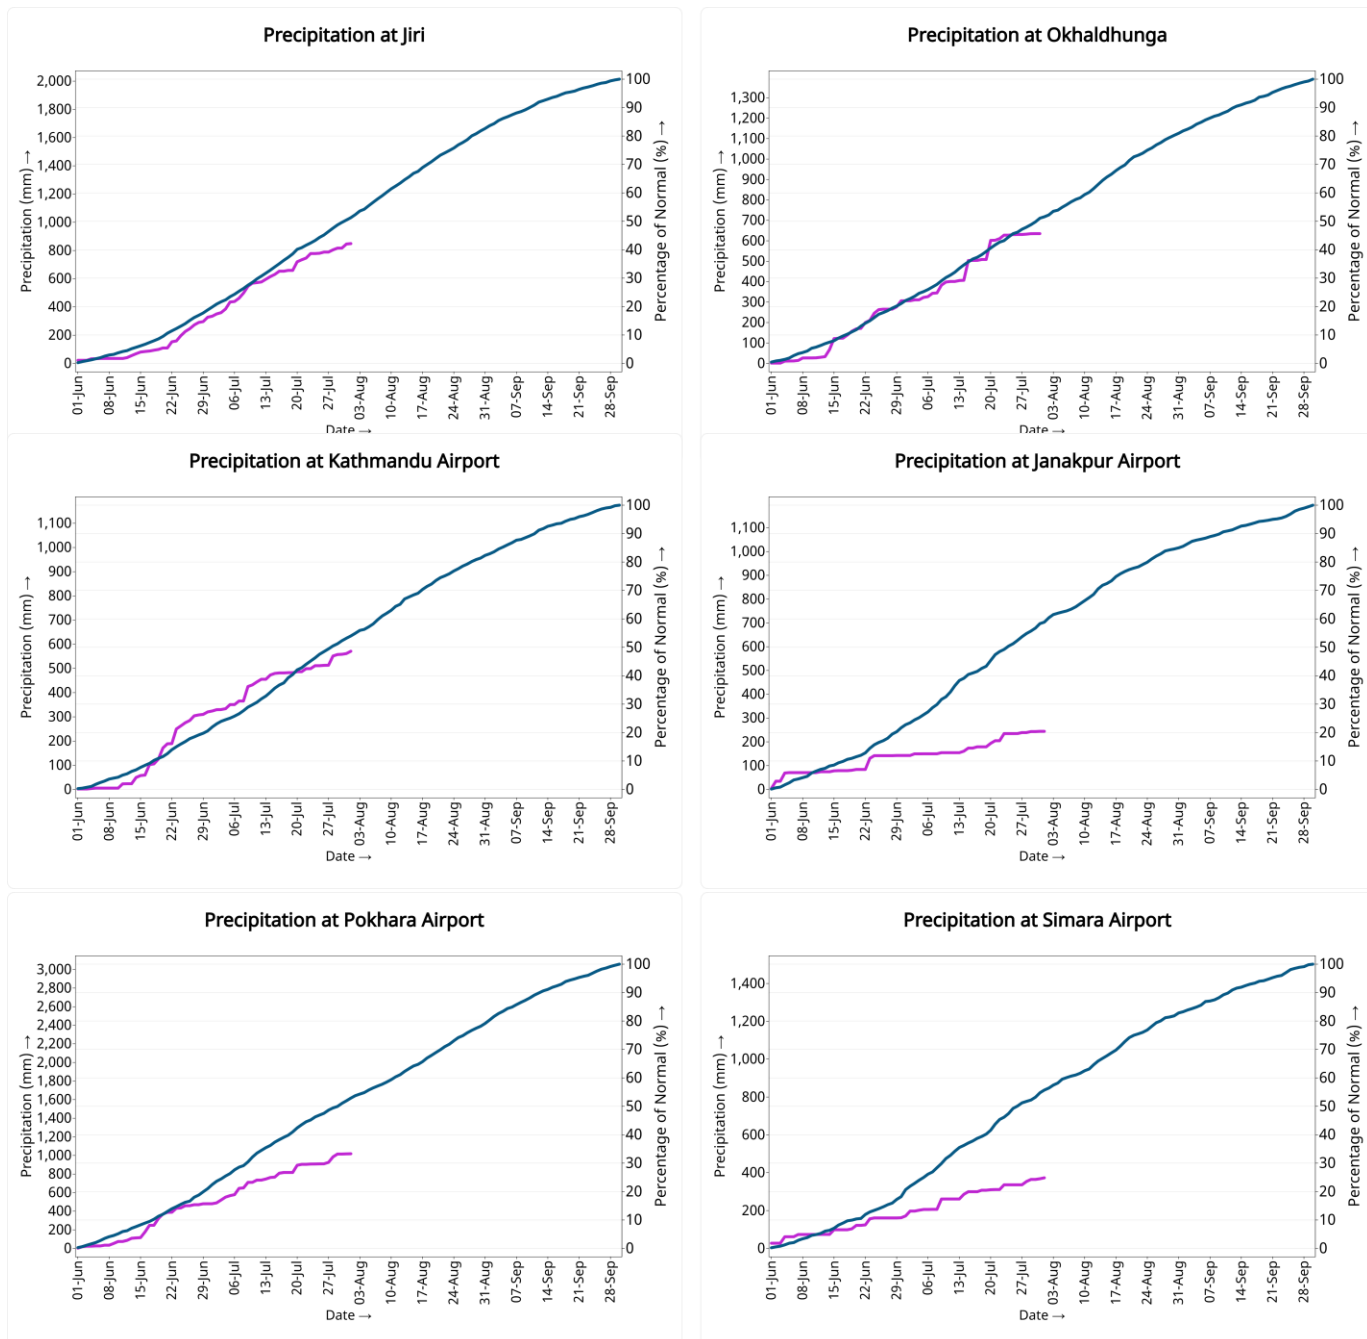 Precipitation at Jiri
Precipitation (mm) →
2,000
1,800
1,600
1,400
1,200
1,000
800
600
400
200
0
100
90
80
70
60
50
40
30
20
10
0
Percentage of Normal (%) →
01-Jun
08-Jun
15-Jun
22-Jun
29-Jun
06-Jul
13-Jul
20-Jul
27-Jul
03-Aug
10-Aug
17-Aug
24-Aug
31-Aug
07-Sep
14-Sep
21-Sep
28-Sep
Date →
Precipitation at Okhaldhunga
Precipitation (mm) →
1,300
1,200
1,100
1,000
900
800
700
600
500
400
300
200
100
0
100
90
80
70
60
50
40
30
20
10
0
Percentage of Normal (%) →
01-Jun
08-Jun
15-Jun
22-Jun
29-Jun
06-Jul
13-Jul
20-Jul
27-Jul
03-Aug
10-Aug
17-Aug
24-Aug
31-Aug
07-Sep
14-Sep
21-Sep
28-Sep
Date →
Precipitation at Kathmandu Airport
Precipitation (mm) →
1,100
1,000
900
800
700
600
500
400
300
200
100
0
100
90
80
70
60
50
40
30
20
10
0
Percentage of Normal (%) →
01-Jun
08-Jun
15-Jun
22-Jun
29-Jun
06-Jul
13-Jul
20-Jul
27-Jul
03-Aug
10-Aug
17-Aug
24-Aug
31-Aug
07-Sep
14-Sep
21-Sep
28-Sep
Date →
Precipitation at Janakpur Airport
Precipitation (mm) →
1,100
1,000
900
800
700
600
500
400
300
200
100
0
100
90
80
70
60
50
40
30
20
10
0
Percentage of Normal (%) →
01-Jun
08-Jun
15-Jun
22-Jun
29-Jun
06-Jul
13-Jul
20-Jul
27-Jul
03-Aug
10-Aug
17-Aug
24-Aug
31-Aug
07-Sep
14-Sep
21-Sep
28-Sep
Date →
Precipitation at Pokhara Airport
Precipitation (mm) →
3,000
2,800
2,600
2,400
2,200
2,000
1,800
1,600
1,400
1,200
1,000
800
600
400
200
0
100
90
80
70
60
50
40
30
20
10
0
Percentage of Normal (%) →
01-Jun
08-Jun
15-Jun
22-Jun
29-Jun
06-Jul
13-Jul
20-Jul
27-Jul
03-Aug
10-Aug
17-Aug
24-Aug
31-Aug
07-Sep
14-Sep
21-Sep
28-Sep
Date →
Precipitation at Simara Airport
Precipitation (mm) →
1,400
1,200
1,000
800
600
400
200
0
100
90
80
70
60
50
40
30
20
10
0
Percentage of Normal (%) →
01-Jun
08-Jun
15-Jun
22-Jun
29-Jun
06-Jul
13-Jul
20-Jul
27-Jul
03-Aug
10-Aug
17-Aug
24-Aug
31-Aug
07-Sep
14-Sep
21-Sep
28-Sep
Date →